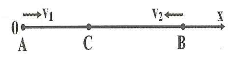 →V₁ V₂← x
0
A C B